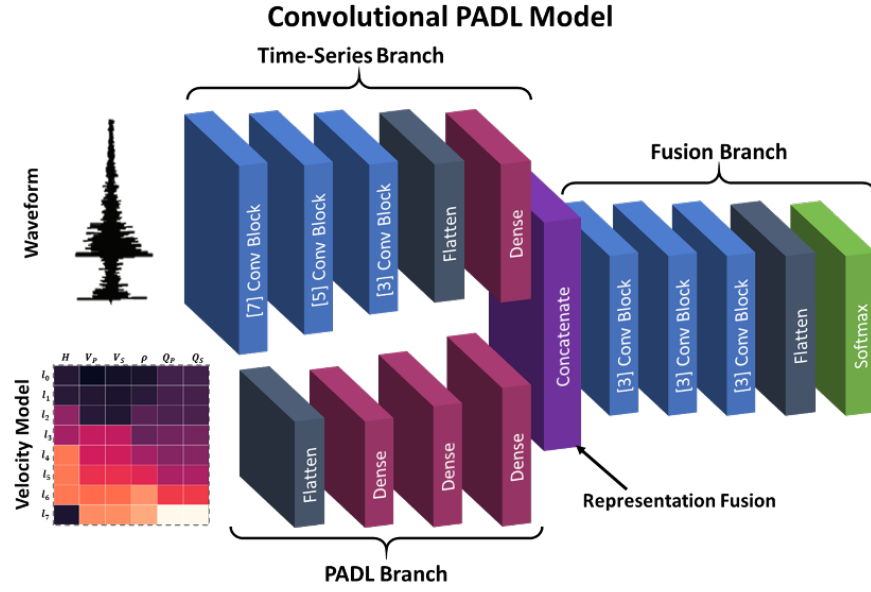 Convolutional PADL Model
Time-Series Branch
Waveform
[7] Conv Block
[5] Conv Block
[3] Conv Block
Flatten
Dense
Concatenate
Fusion Branch
[3] Conv Block
[3] Conv Block
[3] Conv Block
Flatten
Softmax
Velocity Model
H V_P V_S ρ Q_P Q_S
l_0
l_1
l_2
l_3
l_4
l_5
l_6
l_7
Flatten
Dense
Dense
Dense
PADL Branch
Representation Fusion